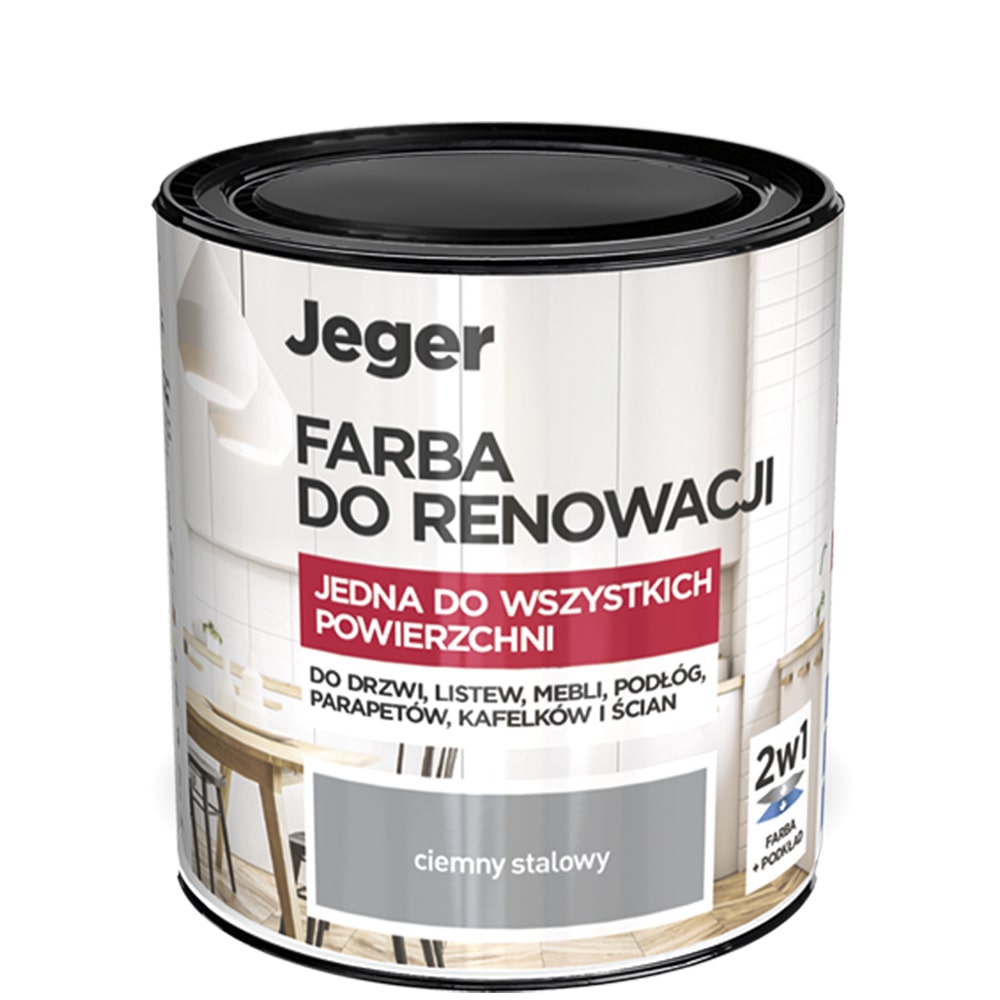 Jeger
FARBA
DO RENOWACJI
JEDNA DO WSZYSTKICH
POWIERZCHNI
DO DRZWI, LISTEW, MEBLI, PODŁÓG,
PARAPETÓW, KAFELKÓW I ŚCIAN
2w1
FARBA
+ PODKŁAD
ciemny stalowy